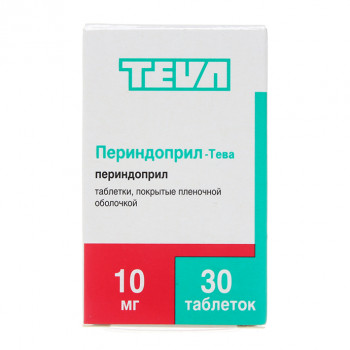 TEVA
Периндоприл-Тева
периндоприл
таблетки, покрытые пленочной
оболочкой
10
мг
30
таблеток